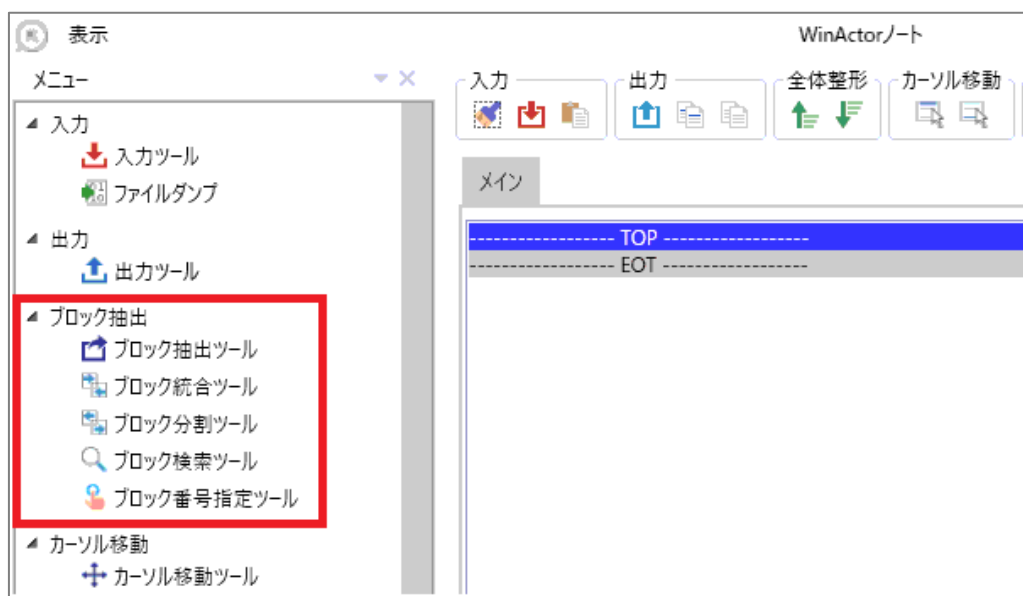 表示
WinActorノート
メニュー
入力
入力ツール
ファイルダンプ
出力
出力ツール
ブロック抽出
ブロック抽出ツール
ブロック統合ツール
ブロック分割ツール
ブロック検索ツール
ブロック番号指定ツール
カーソル移動
カーソル移動ツール
入力
出力
全体整形
カーソル移動
メイン
------------------ TOP ------------------
------------------ EOT ------------------